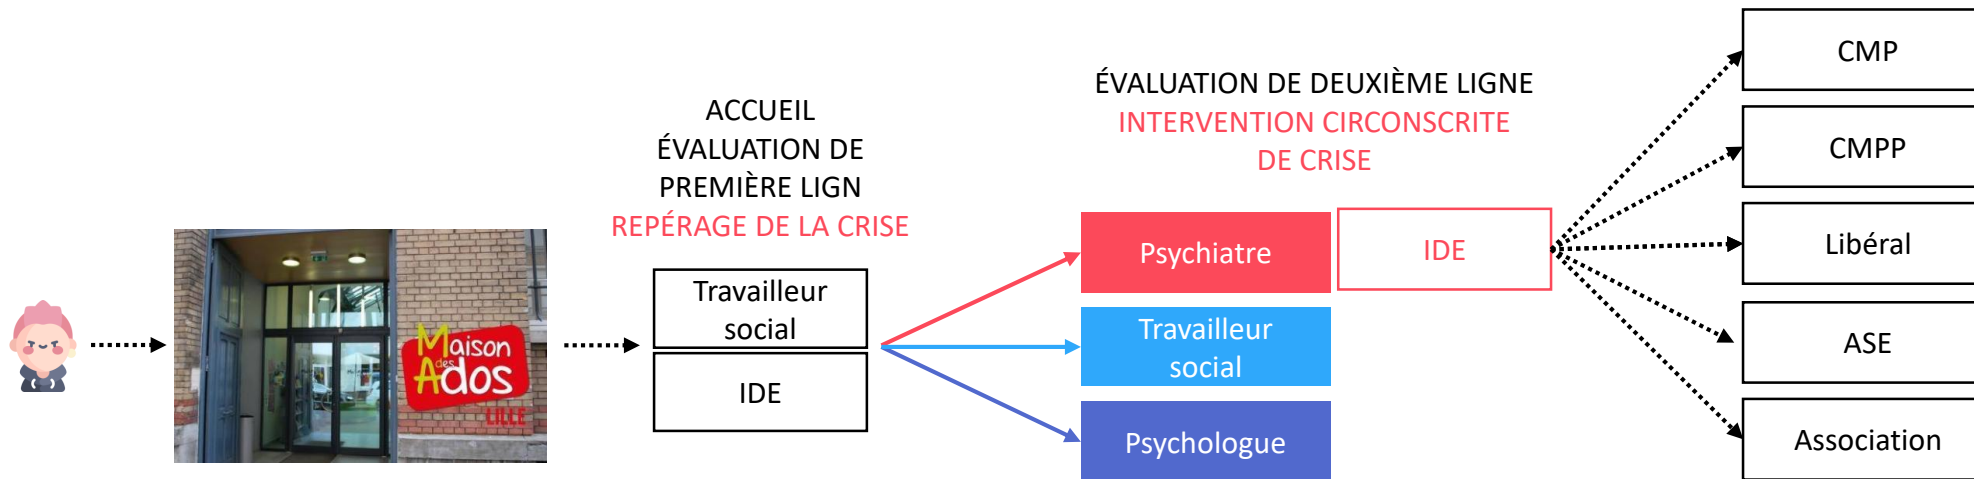 ACCUEIL
ÉVALUATION DE
PREMIÈRE LIGN
REPÉRAGE DE LA CRISE
Travailleur
social
IDE
Maison
des
Ados
LILLE
ÉVALUATION DE DEUXIÈME LIGNE
INTERVENTION CIRCONSCRITE
DE CRISE
Psychiatre
IDE
Travailleur
social
Psychologue
CMP
CMPP
Libéral
ASE
Association